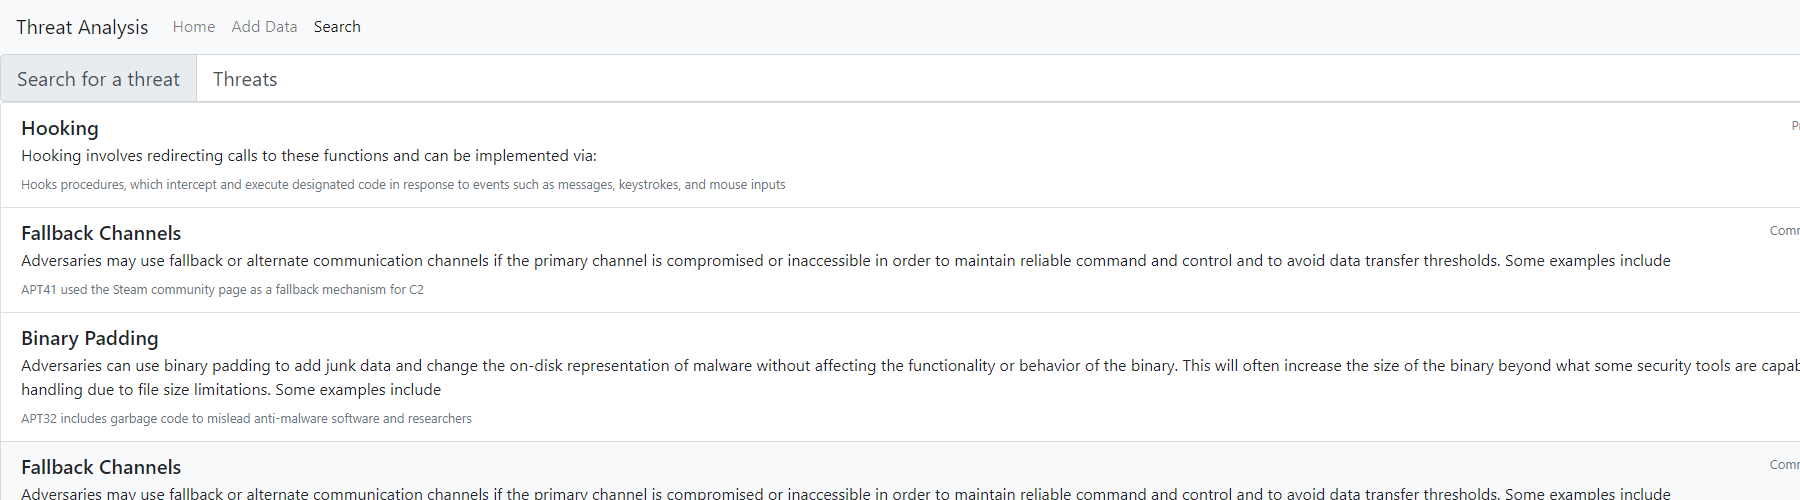 Threat Analysis Home Add Data Search
Search for a threat Threats
Hooking
Hooking involves redirecting calls to these functions and can be implemented via:
Hooks procedures, which intercept and execute designated code in response to events such as messages, keystrokes, and mouse inputs
Fallback Channels
Adversaries may use fallback or alternate communication channels if the primary channel is compromised or inaccessible in order to maintain reliable command and control and to avoid data transfer thresholds. Some examples include
APT41 used the Steam community page as a fallback mechanism for C2
Binary Padding
Adversaries can use binary padding to add junk data and change the on-disk representation of malware without affecting the functionality or behavior of the binary. This will often increase the size of the binary beyond what some security tools are
handling due to file size limitations. Some examples include
APT32 includes garbage code to mislead anti-malware software and researchers
Fallback Channels
Adversaries may use fallback or alternate communication channels if the primary channel is compromised or inaccessible in order to maintain reliable command and control and to avoid data transfer thresholds. Some examples include